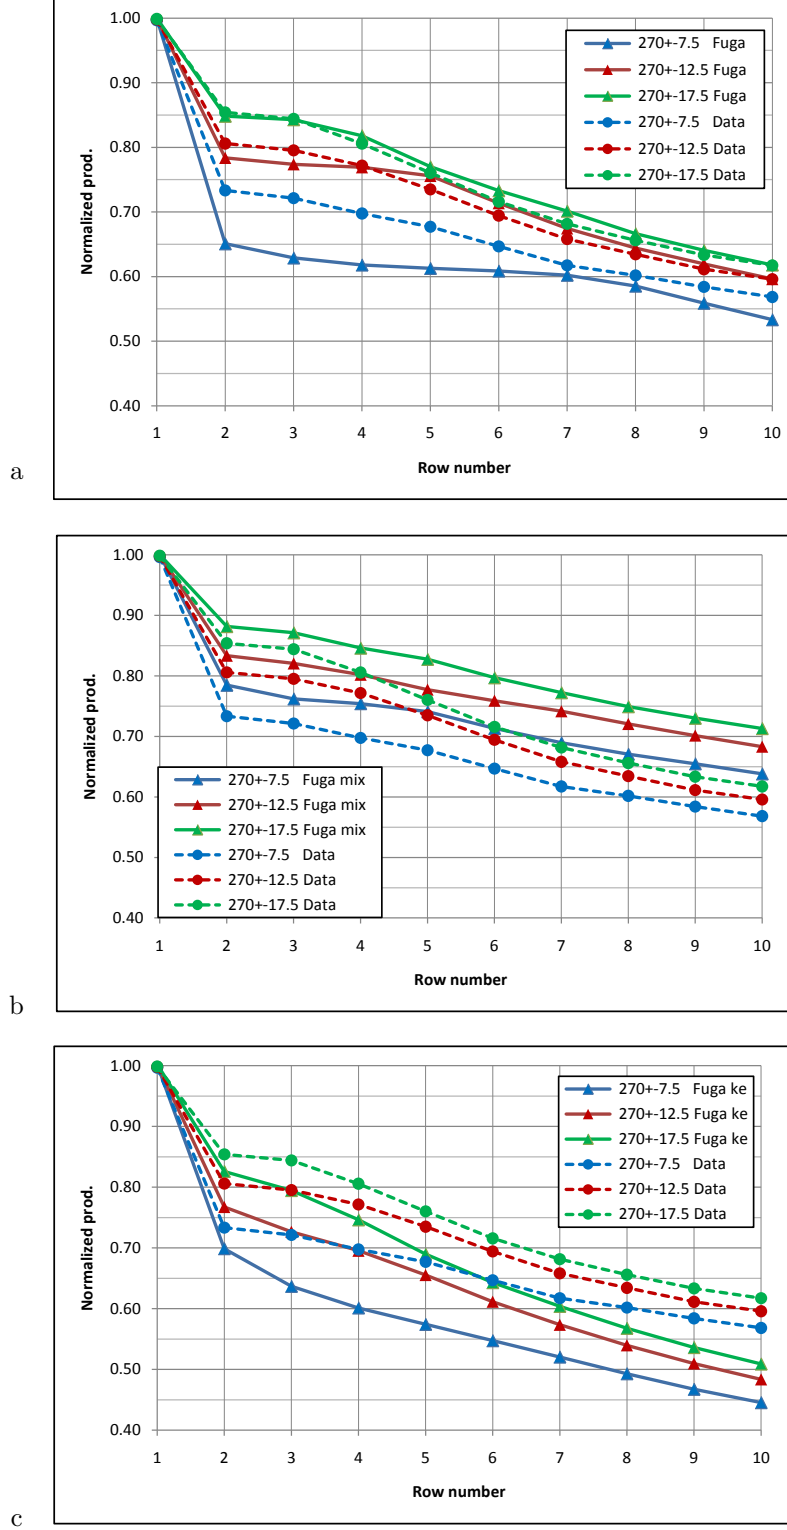 1.00
0.90
0.80
0.70
0.60
0.50
0.40
Normalized prod.
270+-7.5 Fuga
270+-12.5 Fuga
270+-17.5 Fuga
270+-7.5 Data
270+-12.5 Data
270+-17.5 Data
1 2 3 4 5 6 7 8 9 10
Row number
a
1.00
0.90
0.80
0.70
0.60
0.50
0.40
Normalized prod.
270+-7.5 Fuga mix
270+-12.5 Fuga mix
270+-17.5 Fuga mix
270+-7.5 Data
270+-12.5 Data
270+-17.5 Data
1 2 3 4 5 6 7 8 9 10
Row number
b
1.00
0.90
0.80
0.70
0.60
0.50
0.40
Normalized prod.
270+-7.5 Fuga ke
270+-12.5 Fuga ke
270+-17.5 Fuga ke
270+-7.5 Data
270+-12.5 Data
270+-17.5 Data
1 2 3 4 5 6 7 8 9 10
Row number
c